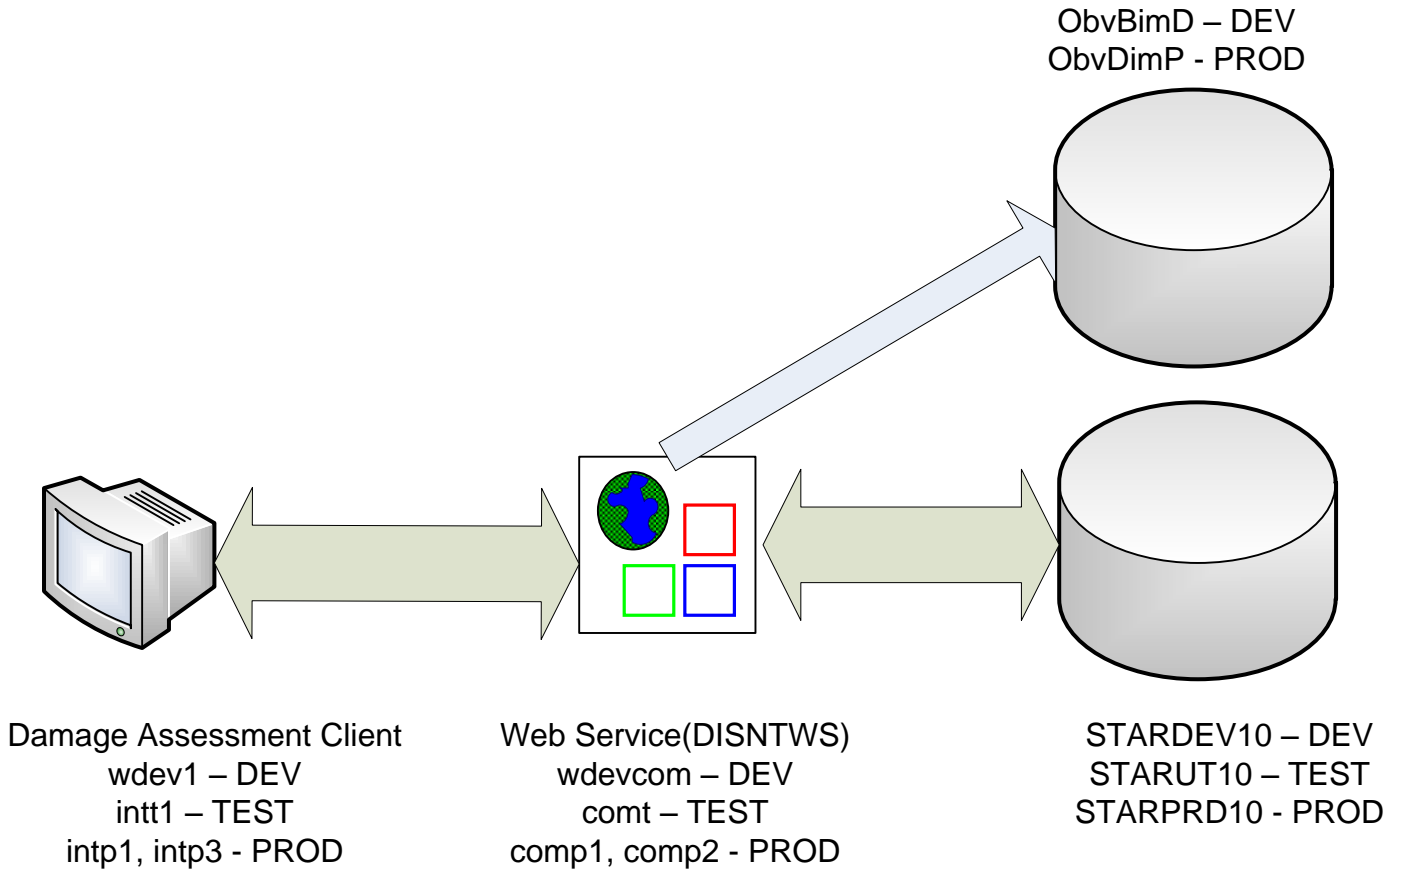 ObvBimD – DEV
ObvDimP - PROD
Damage Assessment Client
wdev1 – DEV
intt1 – TEST
intp1, intp3 - PROD
Web Service(DISNTWS)
wdevcom – DEV
comt – TEST
comp1, comp2 - PROD
STARDEV10 – DEV
STARUT10 – TEST
STARPRD10 - PROD